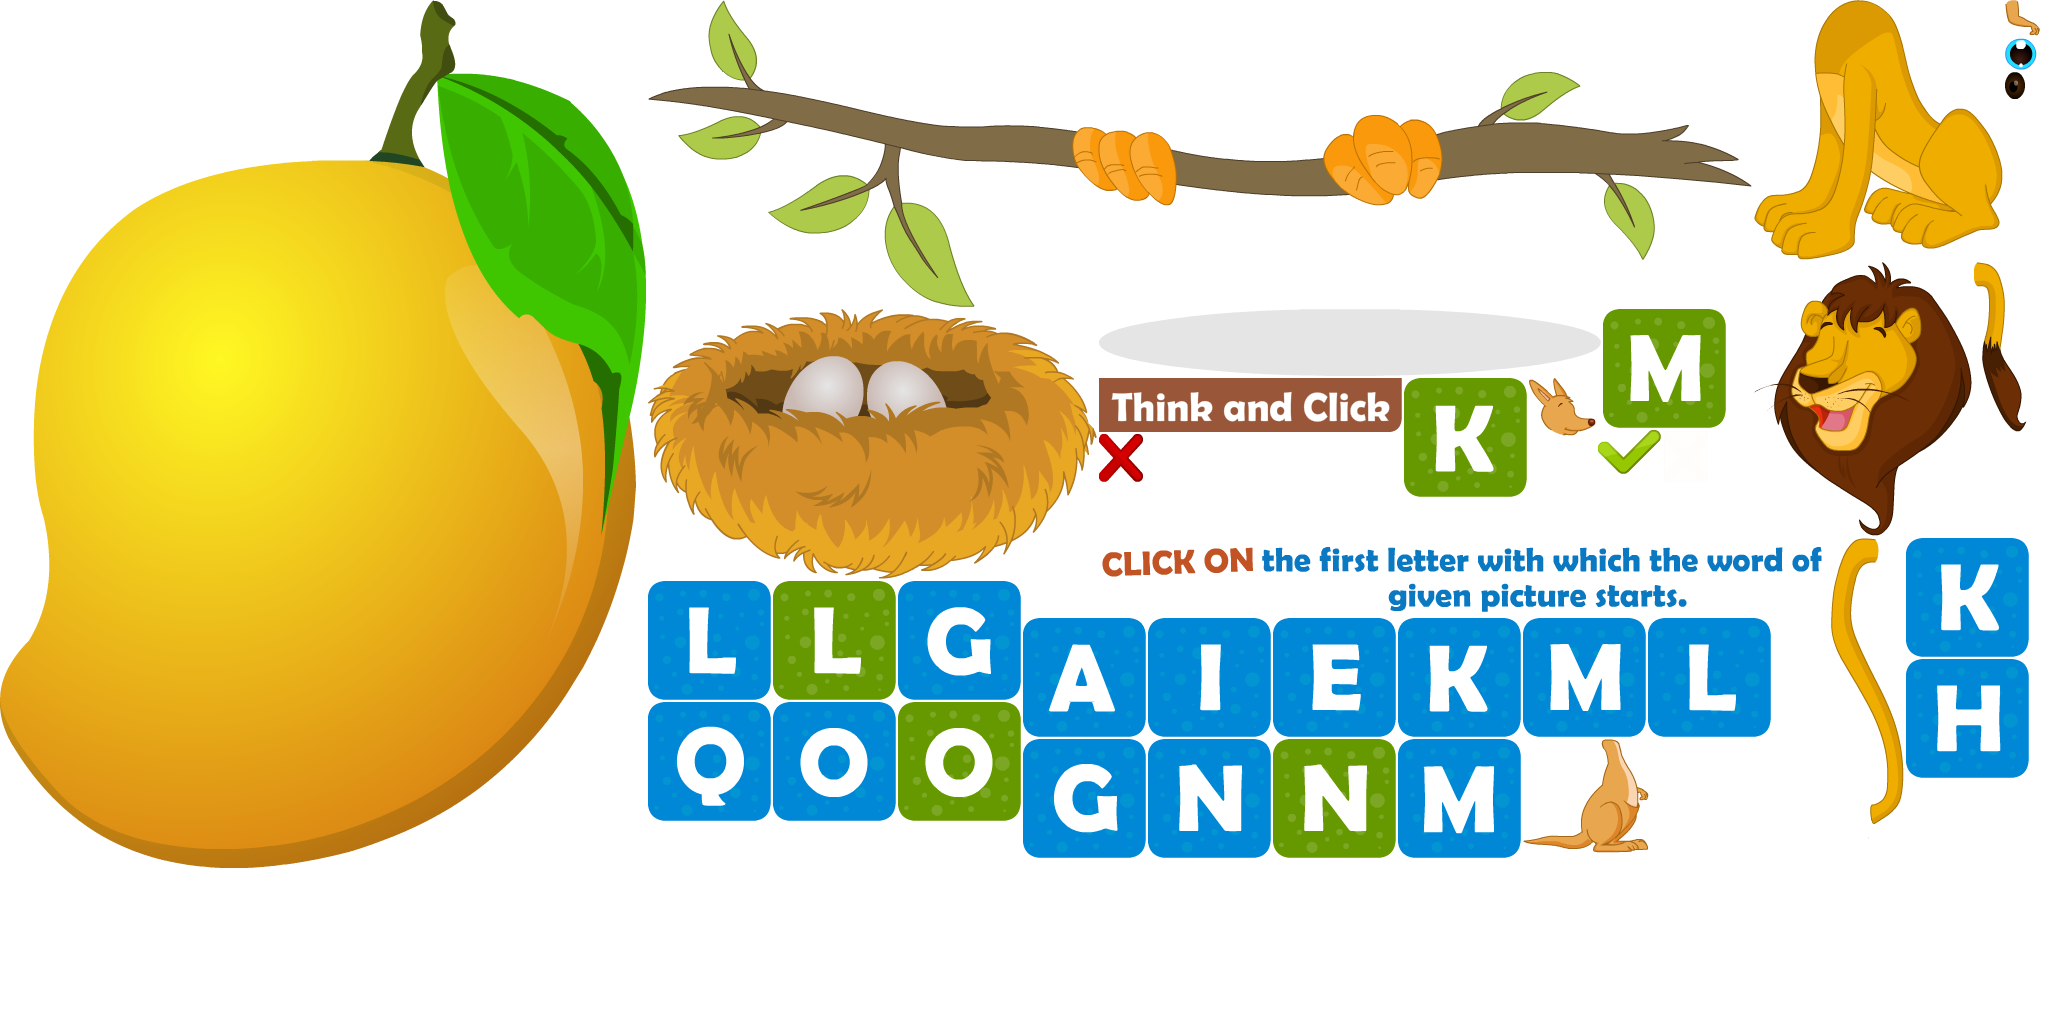 M
Think and Click
K
CLICK ON the first letter with which the word of
given picture starts.
K
L L G
A I E K M L
H
Q O O
G N N M